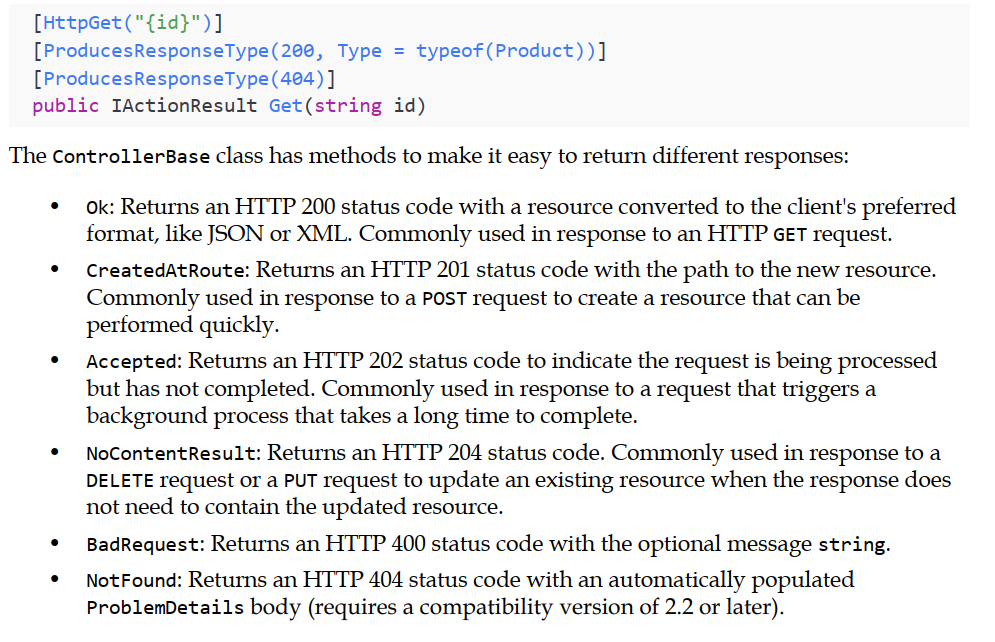 [HttpGet("{id}")]
[ProducesResponseType(200, Type = typeof(Product))]
[ProducesResponseType(404)]
public IActionResult Get(string id)
The ControllerBase class has methods to make it easy to return different responses:
• Ok: Returns an HTTP 200 status code with a resource converted to the client's preferred
format, like JSON or XML. Commonly used in response to an HTTP GET request.
• CreatedAtRoute: Returns an HTTP 201 status code with the path to the new resource.
Commonly used in response to a POST request to create a resource that can be
performed quickly.
• Accepted: Returns an HTTP 202 status code to indicate the request is being processed
but has not completed. Commonly used in response to a request that triggers a
background process that takes a long time to complete.
• NoContentResult: Returns an HTTP 204 status code. Commonly used in response to a
DELETE request or a PUT request to update an existing resource when the response does
not need to contain the updated resource.
• BadRequest: Returns an HTTP 400 status code with the optional message string.
• NotFound: Returns an HTTP 404 status code with an automatically populated
ProblemDetails body (requires a compatibility version of 2.2 or later).